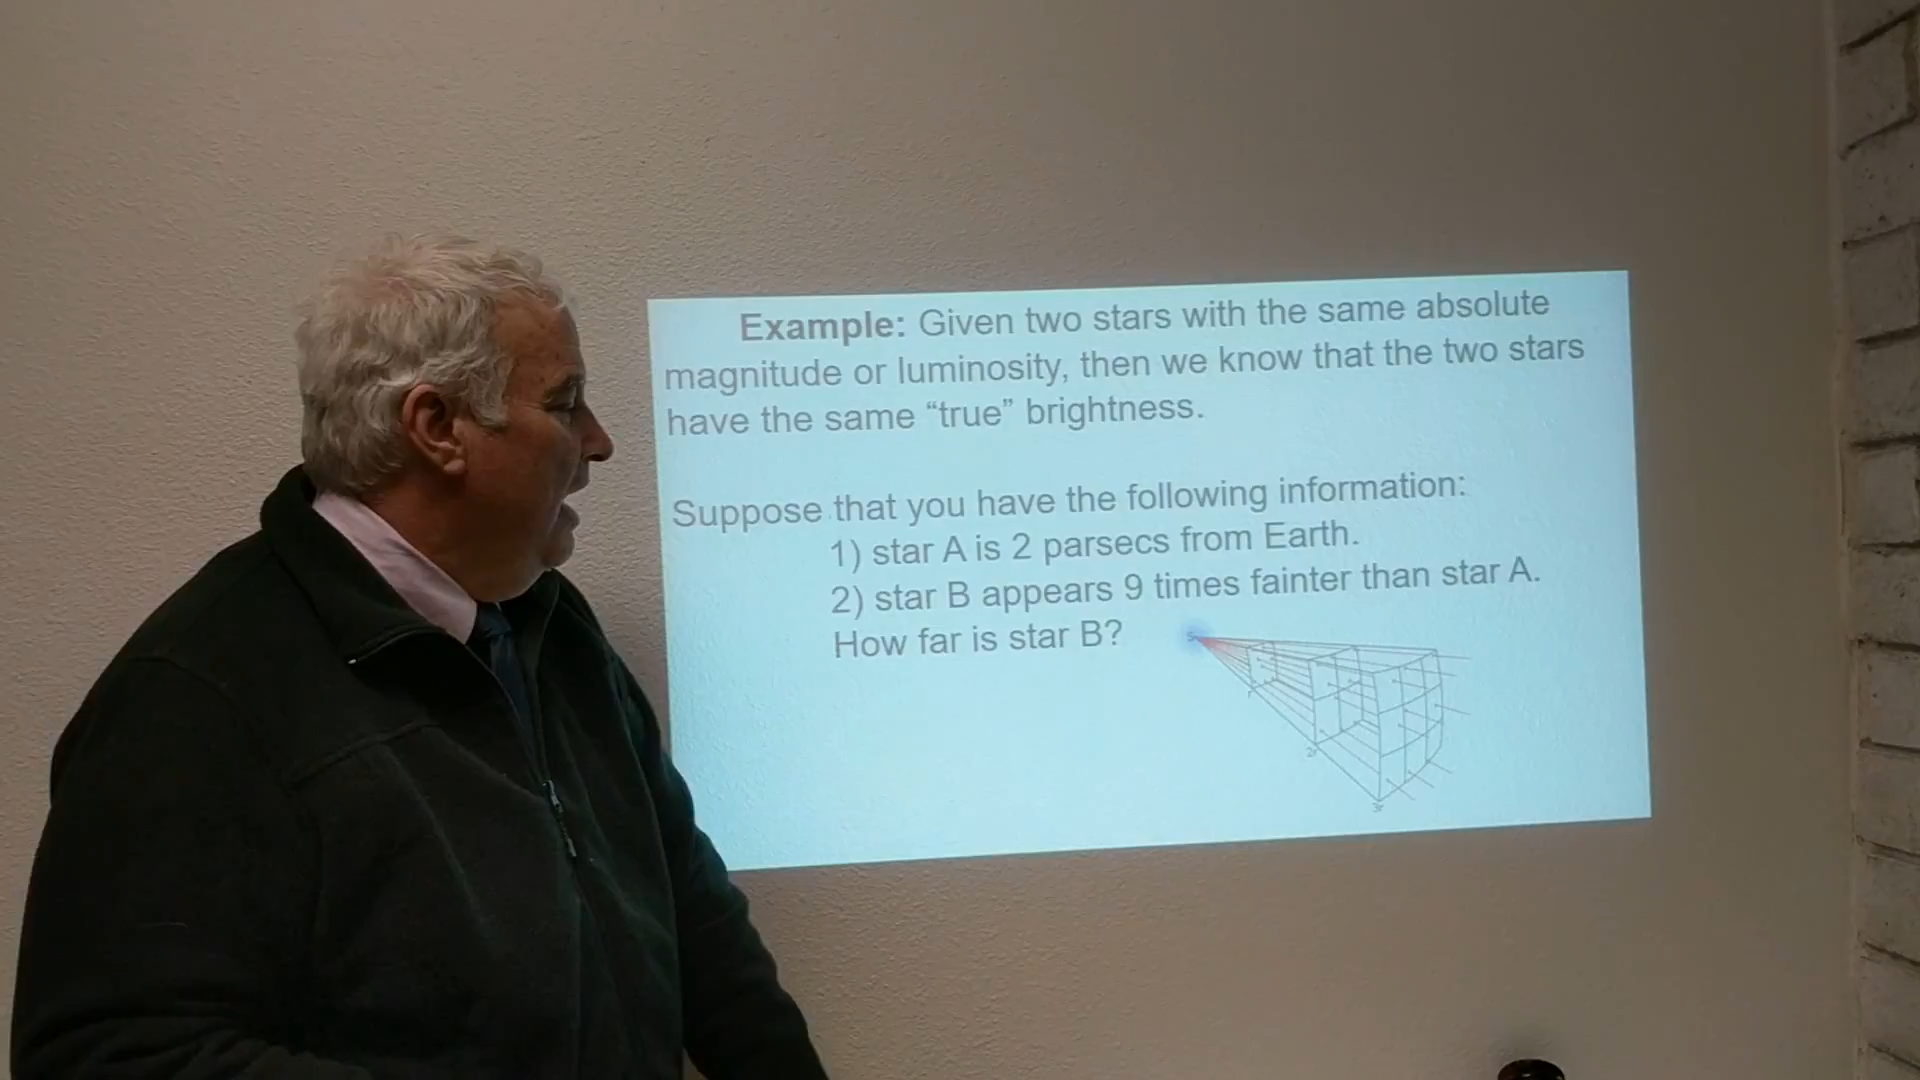 Example: Given two stars with the same absolute
magnitude or luminosity, then we know that the two stars
have the same “true” brightness.
Suppose that you have the following information:
1) star A is 2 parsecs from Earth.
2) star B appears 9 times fainter than star A.
How far is star B?
S
r
2r
3r